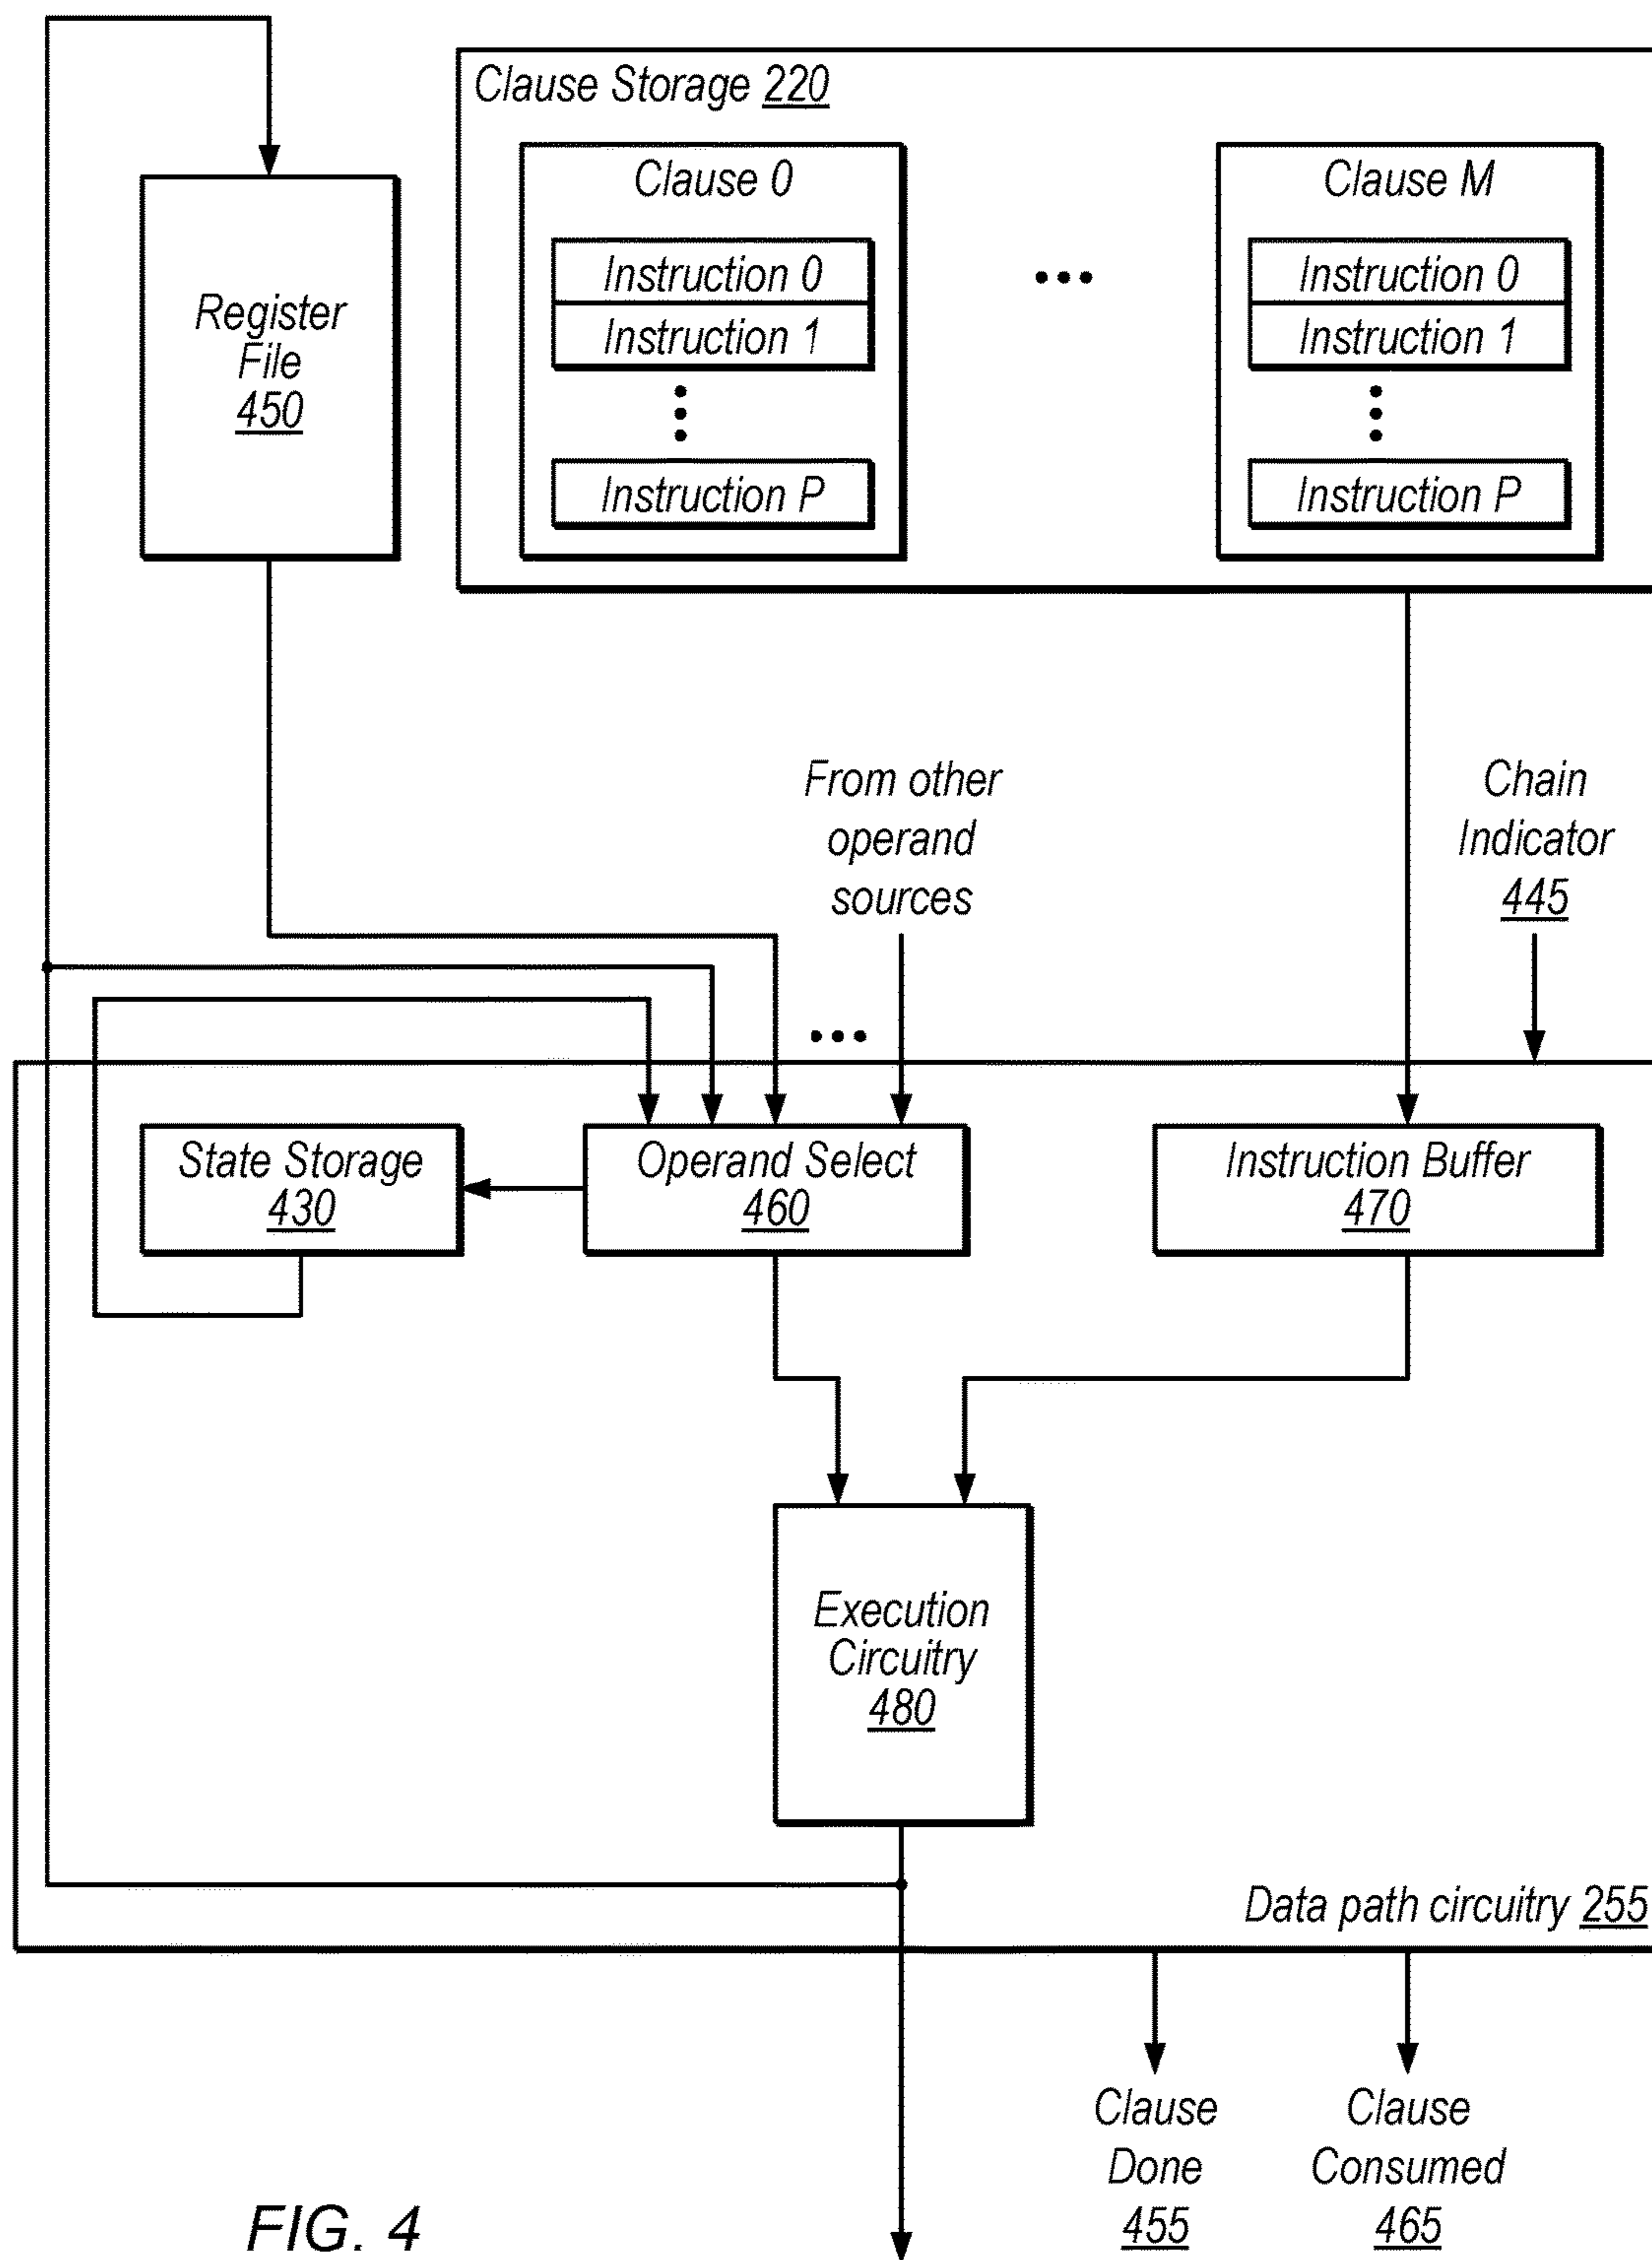 Clause Storage 220
Clause 0
Instruction 0
Instruction 1
Instruction P
Clause M
Instruction 0
Instruction 1
Instruction P
Register
File
450
From other
operand
sources
Chain
Indicator
445
State Storage
430
Operand Select
460
Instruction Buffer
470
Execution
Circuitry
480
Data path circuitry 255
Clause
Done
455
Clause
Consumed
465
FIG. 4